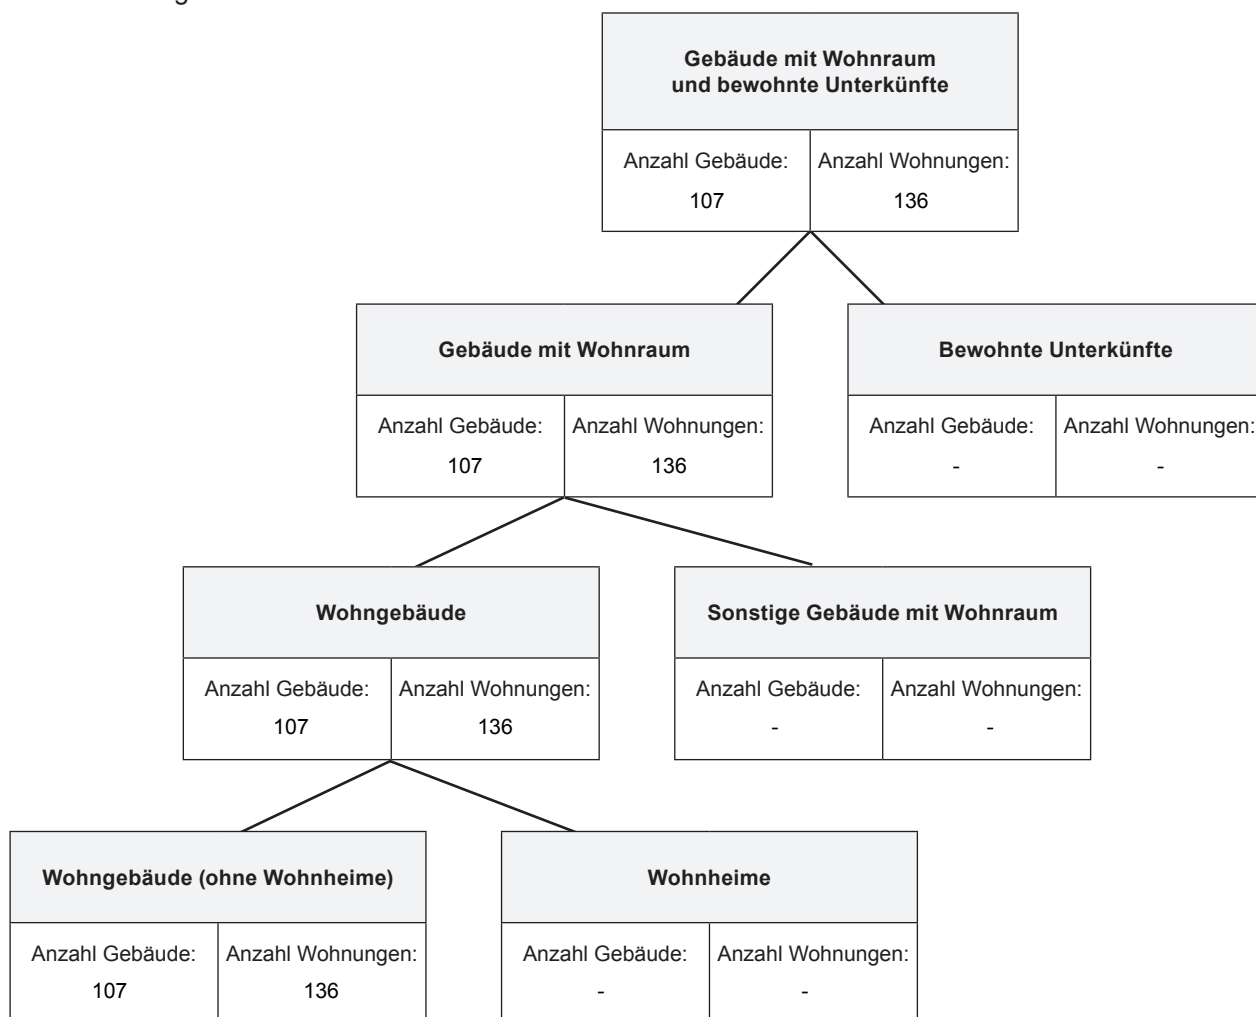 Gebäude mit Wohnraum
und bewohnte Unterkünfte
Anzahl Gebäude: Anzahl Wohnungen:
107 136
Gebäude mit Wohnraum Bewohnte Unterkünfte
Anzahl Gebäude: Anzahl Wohnungen: Anzahl Gebäude: Anzahl Wohnungen:
107 136 - -
Wohngebäude Sonstige Gebäude mit Wohnraum
Anzahl Gebäude: Anzahl Wohnungen: Anzahl Gebäude: Anzahl Wohnungen:
107 136 - -
Wohngebäude (ohne Wohnheime) Wohnheime
Anzahl Gebäude: Anzahl Wohnungen: Anzahl Gebäude: Anzahl Wohnungen:
107 136 - -